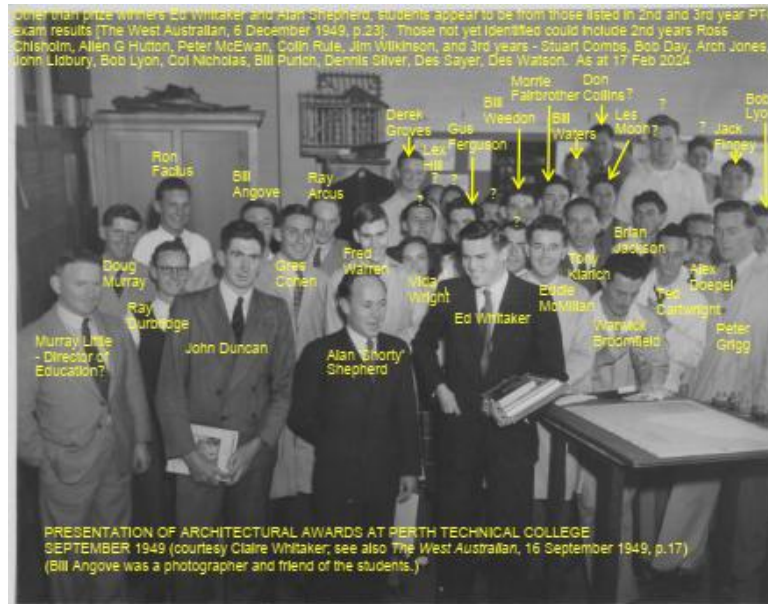 Other than prize winners Ed Whitaker and Alan Shepherd, students appear to be from those listed in 2nd and 3rd year PTC
exam results [The West Australian, 6 December 1949, p.23]. Those not yet identified could include 2nd years Ross
Chisholm, Allen G Hutton, Peter McEwan, Colin Rule, Jim Wilkinson, and 3rd years - Stuart Combs, Bob Day, Arch Jones,
John Lidbury, Bob Lyon, Col Nicholas, Bill Purich, Dennis Silver, Des Sayer, Des Watson. As at 17 Feb 2024
Morrie
Fairbrother
Don
Collins?
?
Bob
Lyon
Bill
Weedon
Derek
Groves
Gus
Ferguson
Bill
Waters
Les
Moon?
?
Jack
Finney
Lex
Hill
?
?
?
?
?
Ron
Facius
Bill
Angove
Ray
Arcus
Doug
Murray
Ray
Durbridge
Greg
Cohen
Fred
Warren
Vilda
Wright
Brian
Jackson
Tony
Klarich
Eddie
McMillan
Alex
Doepel
Ted
Cartwright
Warwick
Broomfield
Peter
Grigg
Murray Little
- Director of
Education?
John Duncan
Alan 'Shorty'
Shepherd
Ed Whitaker
PRESENTATION OF ARCHITECTURAL AWARDS AT PERTH TECHNICAL COLLEGE
SEPTEMBER 1949 (courtesy Claire Whitaker; see also The West Australian, 16 September 1949, p.17)
(Bill Angove was a photographer and friend of the students.)